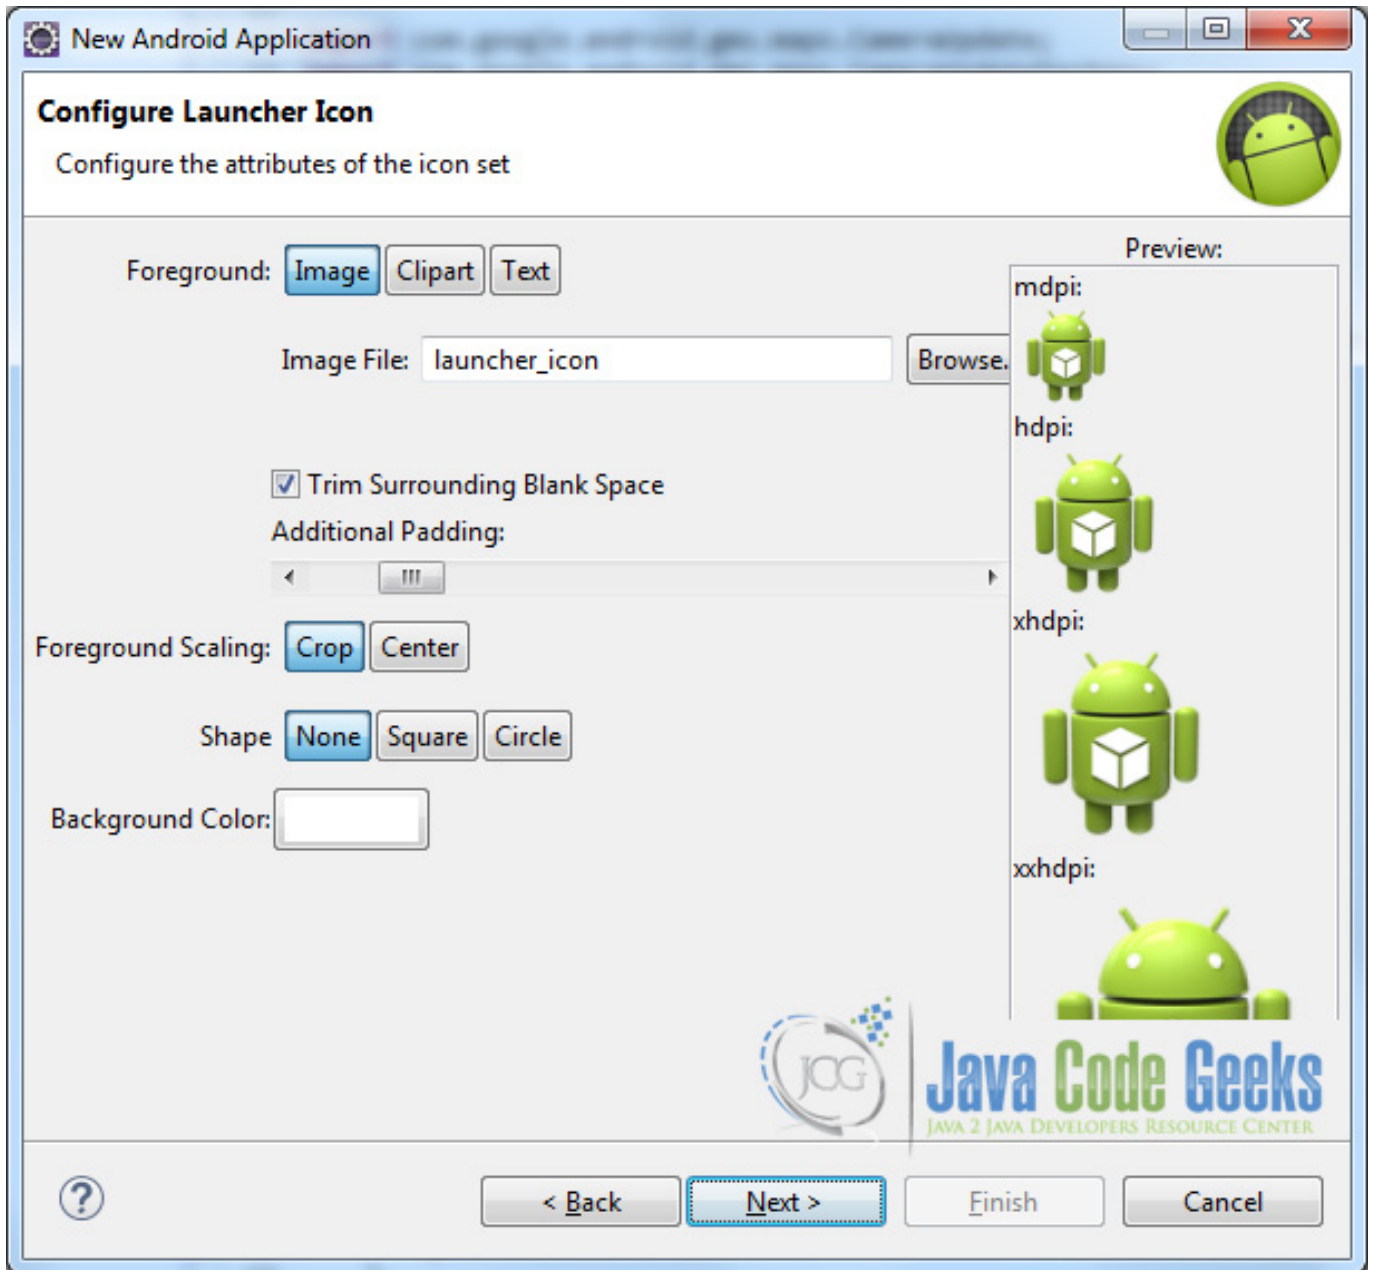 New Android Application
Configure Launcher Icon
Configure the attributes of the icon set
Foreground: Image Clipart Text
Image File: launcher_icon Browse.
Trim Surrounding Blank Space
Additional Padding:
Foreground Scaling: Crop Center
Shape None Square Circle
Background Color:
Preview:
mdpi:
hdpi:
xhdpi:
xxhdpi:
JCG
Java Code Geeks
JAVA 2 JAVA DEVELOPERS RESOURCE CENTER
< Back Next > Finish Cancel